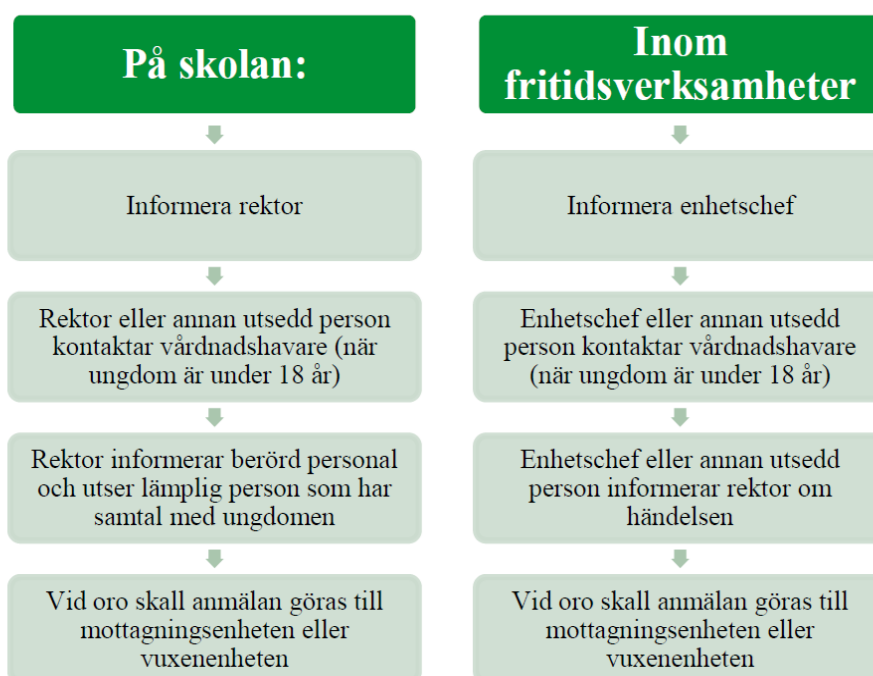 På skolan:
Informera rektor
Rektor eller annan utsedd person
kontaktar vårdnadshavare (när
ungdom är under 18 år)
Rektor informerar berörd personal
och utser lämplig person som har
samtal med ungdomen
Vid oro skall anmälan göras till
mottagningsenheten eller
vuxenenheten
Inom
fritidsverksamheter
Informera enhetschef
Enhetschef eller annan utsedd
person kontaktar vårdnadshavare
(när ungdom är under 18 år)
Enhetschef eller annan utsedd
person informerar rektor om
händelsen
Vid oro skall anmälan göras till
mottagningsenheten eller
vuxenenheten